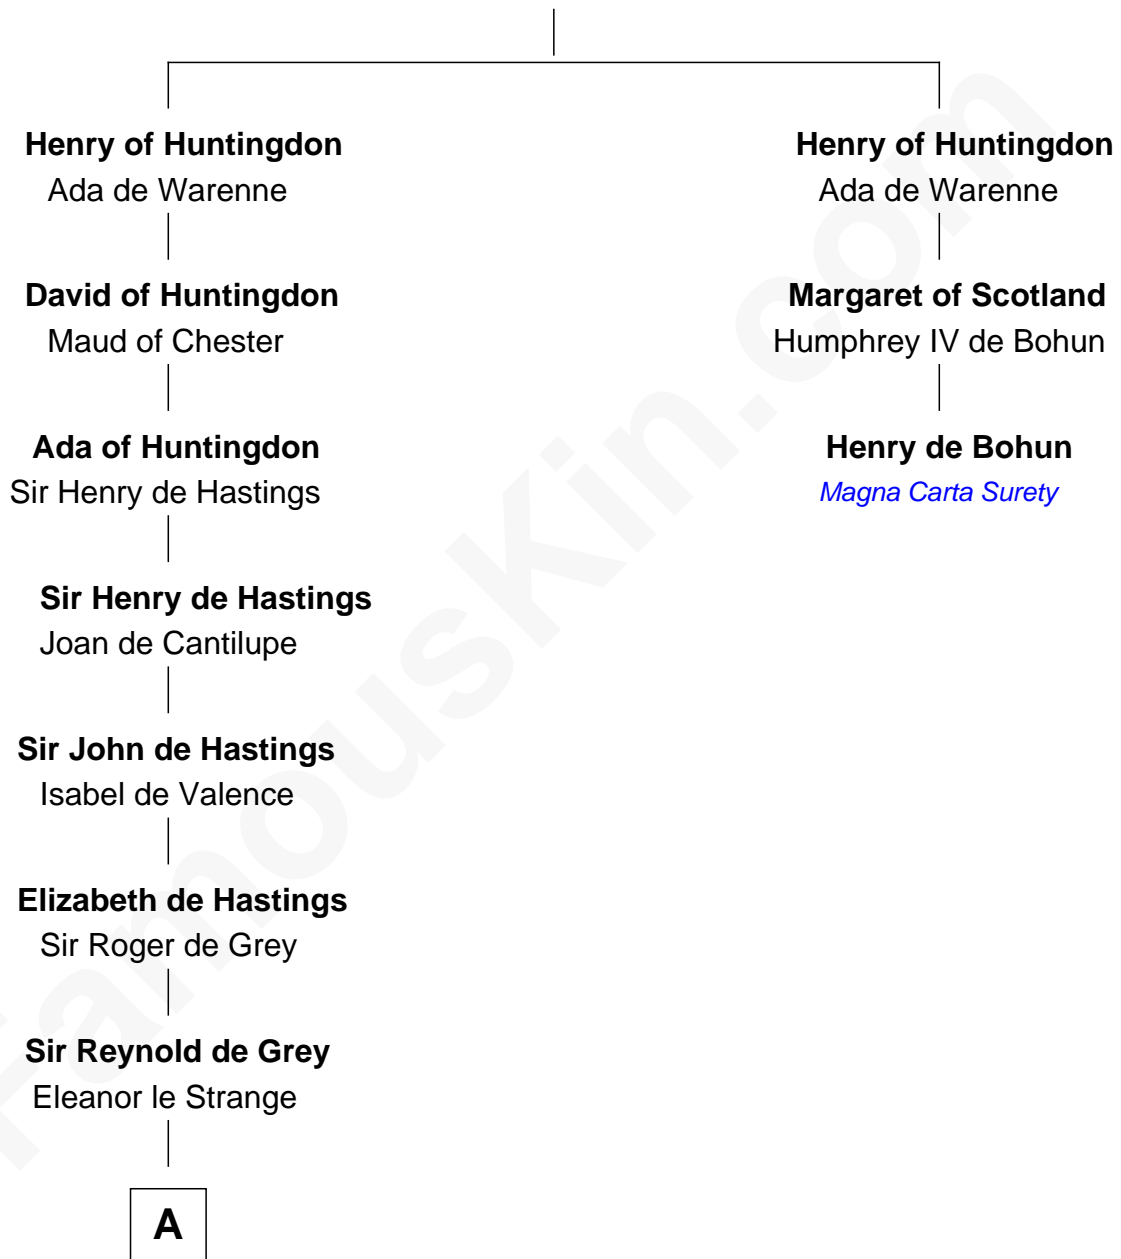 Henry of Huntingdon
Ada de Warenne
David of Huntingdon
Maud of Chester
Ada of Huntingdon
Sir Henry de Hastings
Sir Henry de Hastings
Joan de Cantilupe
Sir John de Hastings
Isabel de Valence
Elizabeth de Hastings
Sir Roger de Grey
Sir Reynold de Grey
Eleanor le Strange
A
Henry of Huntingdon
Ada de Warenne
Margaret of Scotland
Humphrey IV de Bohun
Henry de Bohun
Magna Carta Surety
FamousKin.com